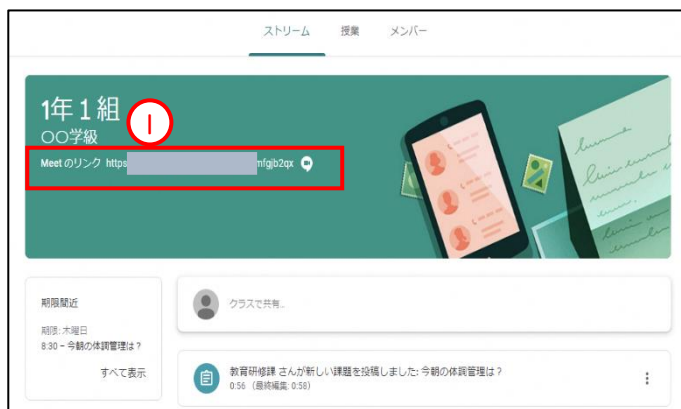 ストリーム 授業 メンバー
1年1組
①
〇〇学級
Meet のリンク https mfgjb2qx
期限間近
期限: 木曜日
8:30 – 今朝の体調管理は？
すべて表示
クラスで共有...
教育研修課 さんが新しい課題を投稿しました: 今朝の体調管理は？
0:56 （最終編集: 0:58）